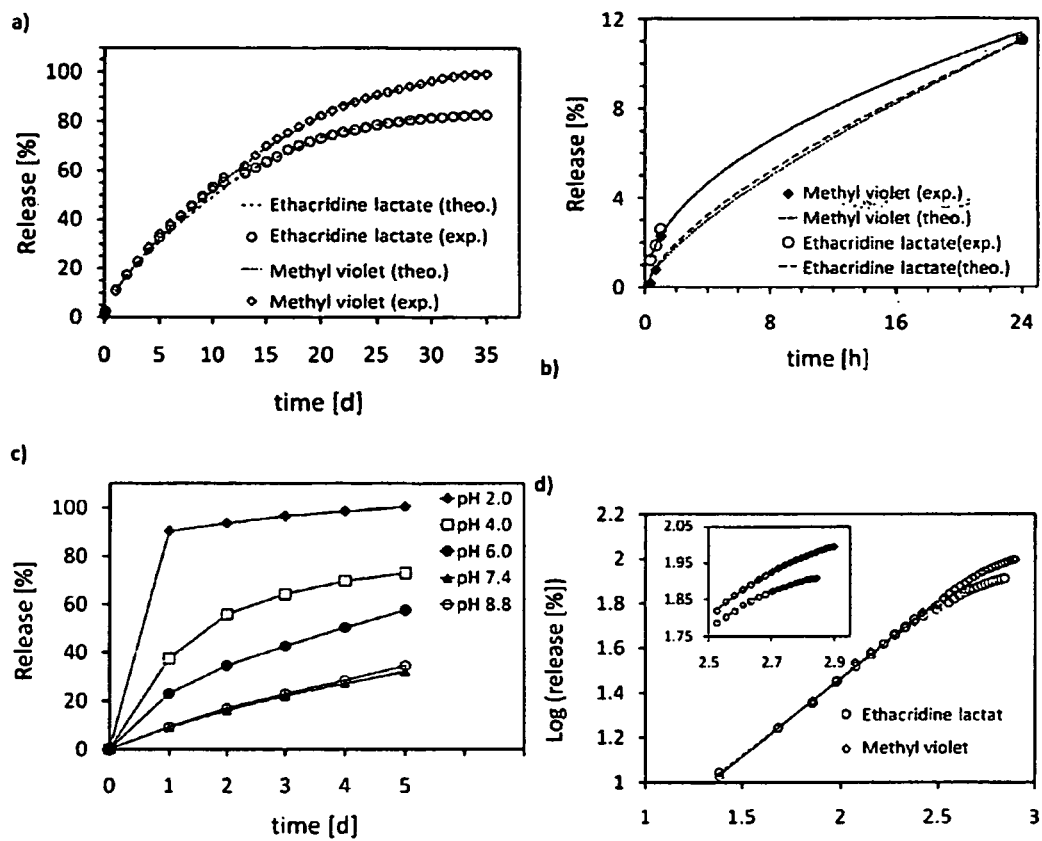 a)
Release [%]
100
80
60
40
20
0
0 5 10 15 20 25 30 35
time [d]
Ethacridine lactate (theo.)
Ethacridine lactate (exp.)
Methyl violet (theo.)
Methyl violet (exp.)
b)
Release [%]
12
8
4
0
0 8 16 24
time [h]
Methyl violet (exp.)
Methyl violet (theo.)
Ethacridine lactate(exp.)
Ethacridine lactate(theo.)
c)
Release [%]
100
80
60
40
20
0
0 1 2 3 4 5
time [d]
pH 2.0
pH 4.0
pH 6.0
pH 7.4
pH 8.8
d)
Log (release [%])
2.2
2
1.8
1.6
1.4
1.2
1
1 1.5 2 2.5 3
2.05
1.95
1.85
1.75
2.5 2.7 2.9
Ethacridine lactat
Methyl violet